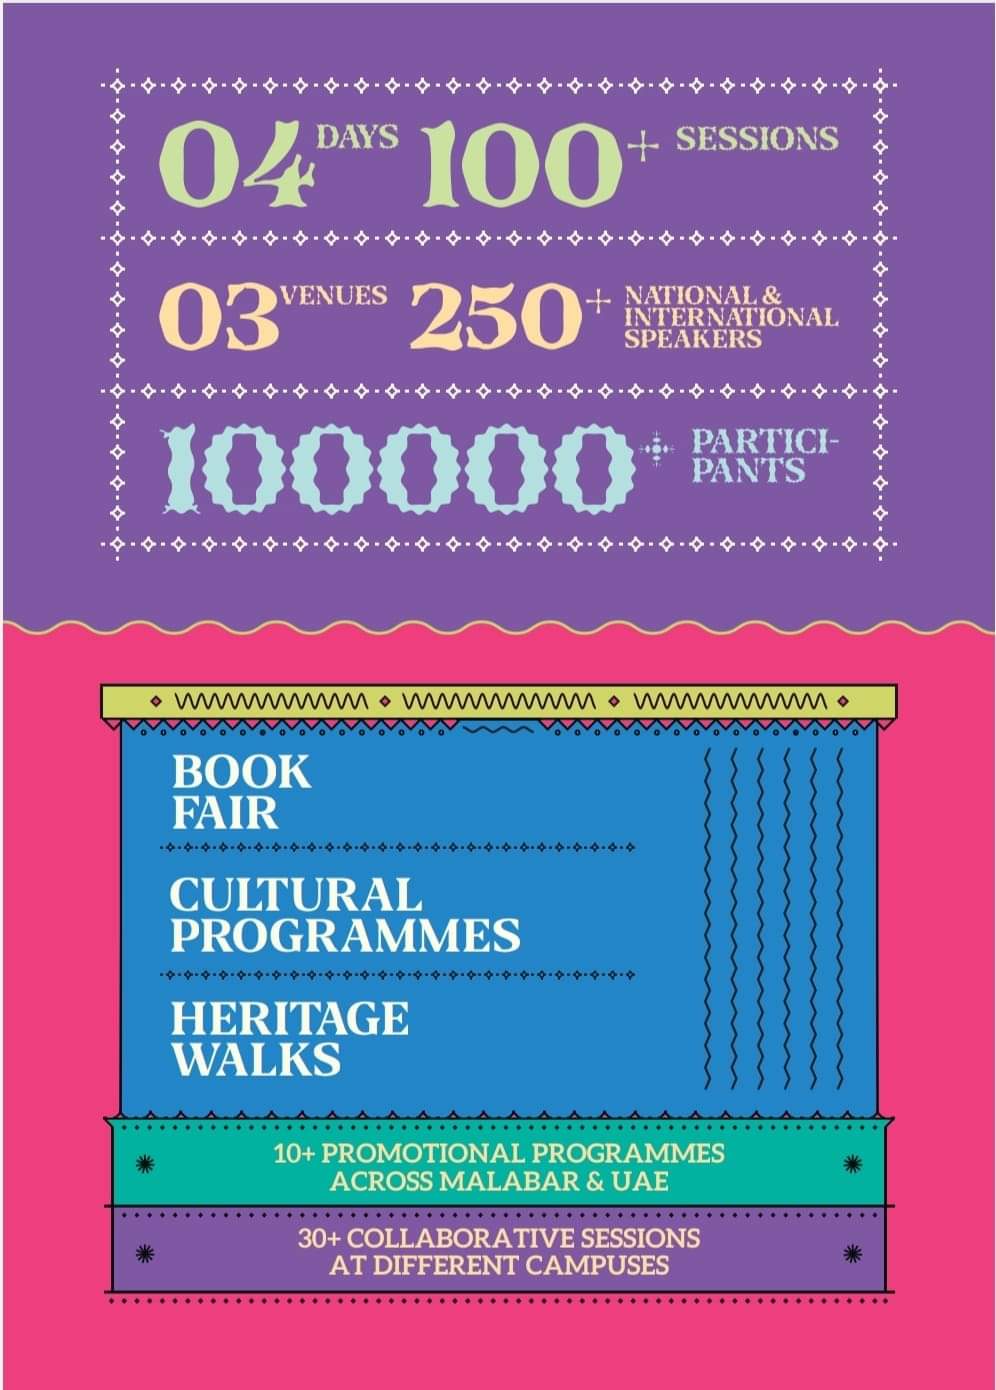 04 DAYS 100+ SESSIONS
03 VENUES 250+ NATIONAL &
INTERNATIONAL
SPEAKERS
100000+ PARTICI-
PANTS
BOOK
FAIR
CULTURAL
PROGRAMMES
HERITAGE
WALKS
10+ PROMOTIONAL PROGRAMMES
ACROSS MALABAR & UAE
30+ COLLABORATIVE SESSIONS
AT DIFFERENT CAMPUSES